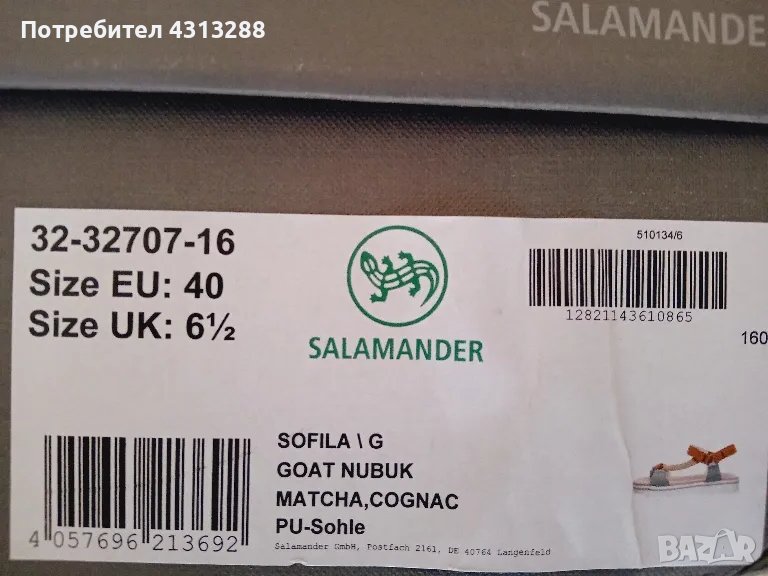 Потребител 4313288
SALAMANDE
32-32707-16
Size EU: 40
Size UK: 6½
SALAMANDER
510134/6
12821143610865
160
SOFILA \ G
GOAT NUBUK
MATCHA,COGNAC
PU-Sohle
Salamander GmbH, Postfach 2161, DE 40764 Langenfeld
4 057696 213692
BAZAR